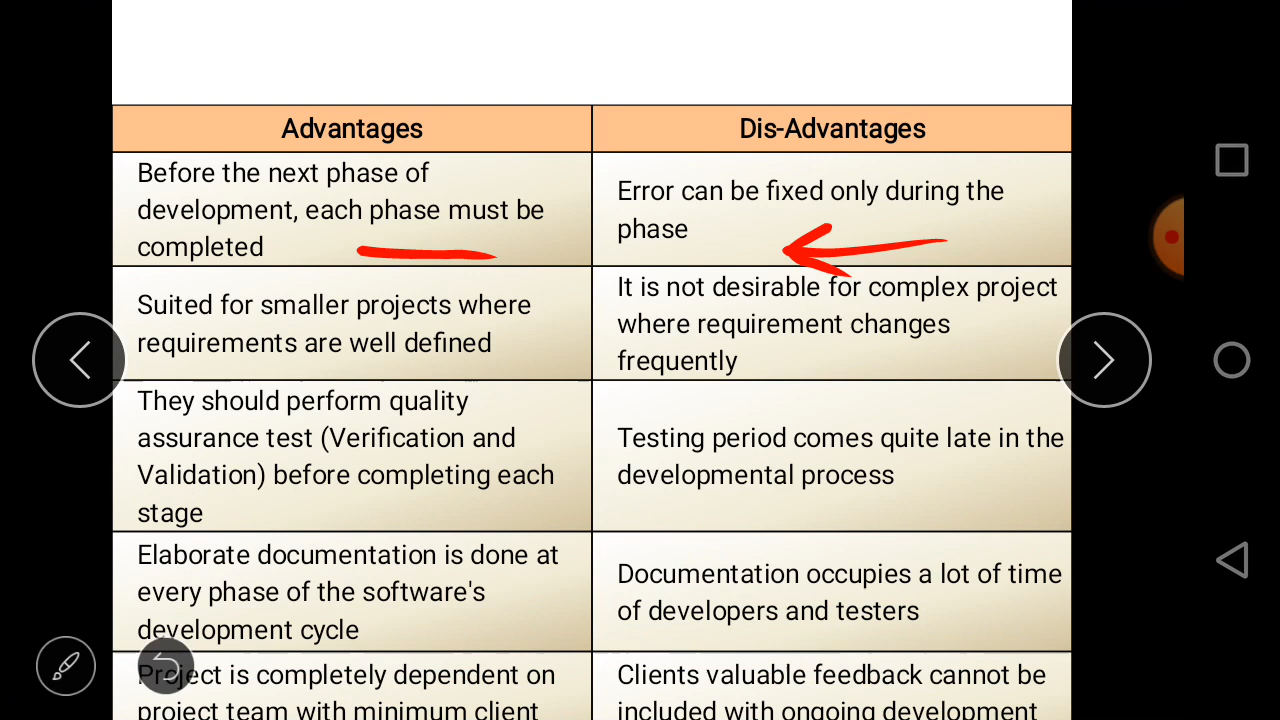 Advantages
Dis-Advantages
Before the next phase of
development, each phase must be
completed
Error can be fixed only during the
phase
Suited for smaller projects where
requirements are well defined
It is not desirable for complex project
where requirement changes
frequently
They should perform quality
assurance test (Verification and
Validation) before completing each
stage
Testing period comes quite late in the
developmental process
Elaborate documentation is done at
every phase of the software's
development cycle
Documentation occupies a lot of time
of developers and testers
Project is completely dependent on
project team with minimum client
Clients valuable feedback cannot be
included with ongoing development